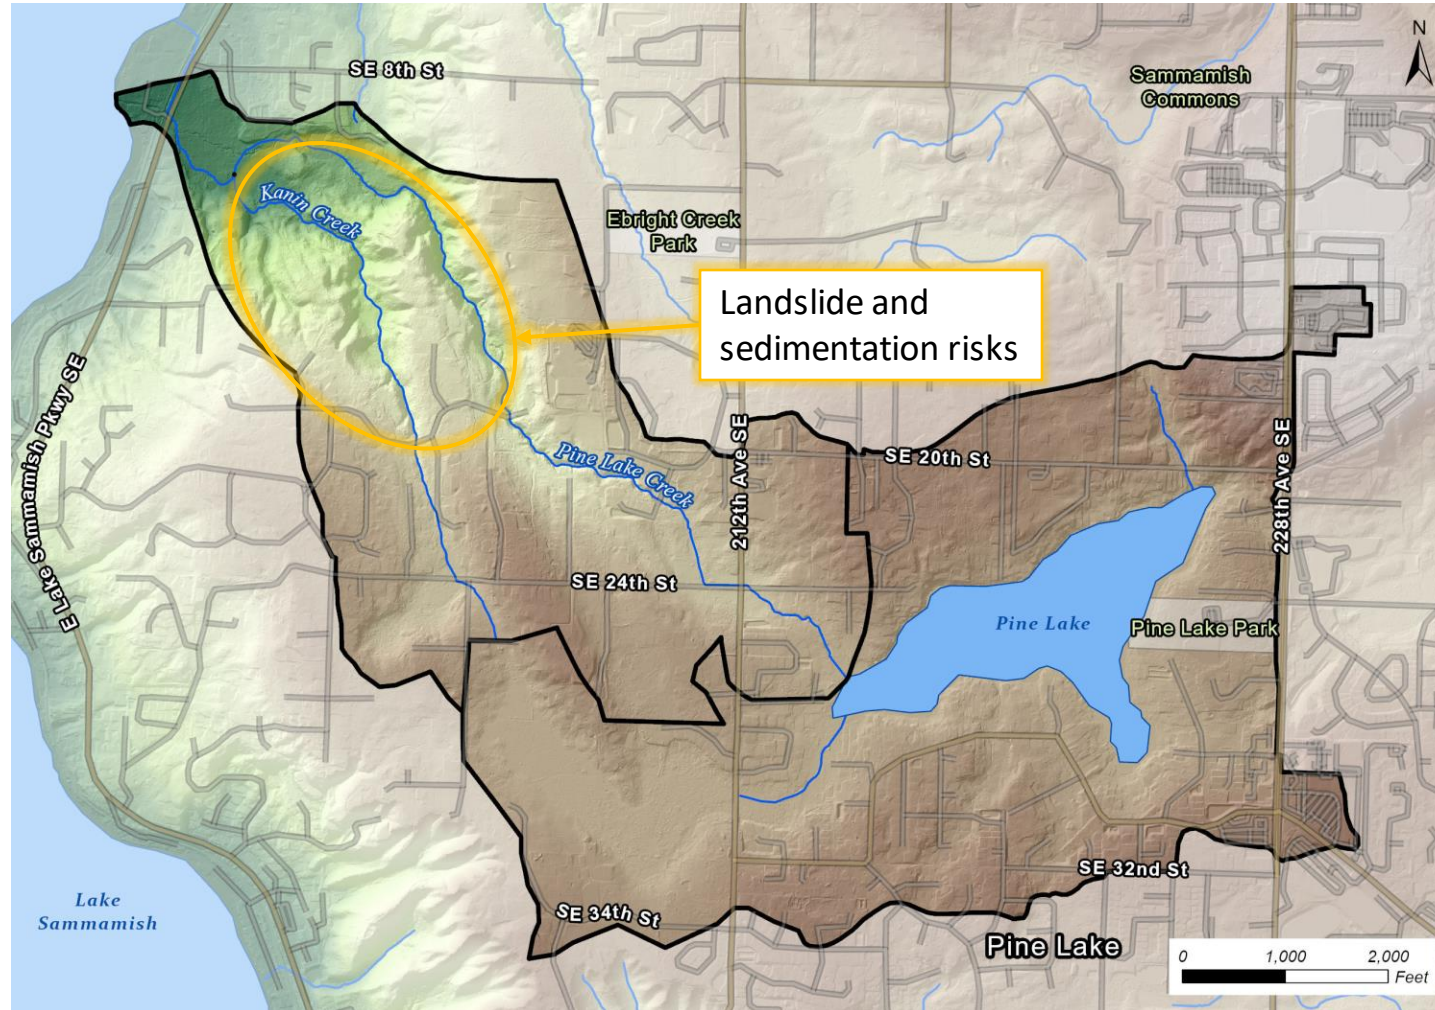 N
SE 8th St
Sammamish
Commons
Kanin Creek
Ebright Creek
Park
Landslide and
sedimentation risks
E Lake Sammamish Pkwy SE
Pine Lake Creek
212th Ave SE
SE 20th St
228th Ave SE
SE 24th St
Pine Lake
Pine Lake Park
SE 32nd St
Lake
Sammamish
SE 34th St
Pine Lake
0 1,000 2,000
Feet